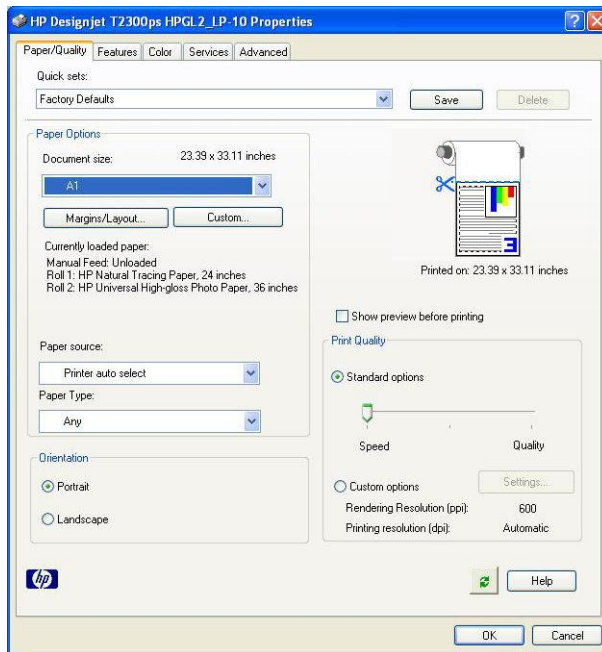 HP Designjet T2300ps HPGL2_LP-10 Properties
Paper/Quality Features Color Services Advanced
Quick sets:
Factory Defaults
Save
Delete
Paper Options
Document size: 23.39 x 33.11 inches
A1
Margins/Layout... Custom...
Currently loaded paper:
Manual Feed: Unloaded
Roll 1: HP Natural Tracing Paper, 24 inches
Roll 2: HP Universal High-gloss Photo Paper, 36 inches
Paper source:
Printer auto select
Paper Type:
Any
Orientation
Portrait
Landscape
3
Printed on: 23.39 x 33.11 inches
Show preview before printing
Print Quality
Standard options
Speed Quality
Custom options Settings...
Rendering Resolution (ppi): 600
Printing resolution (dpi): Automatic
hp
Help
OK Cancel